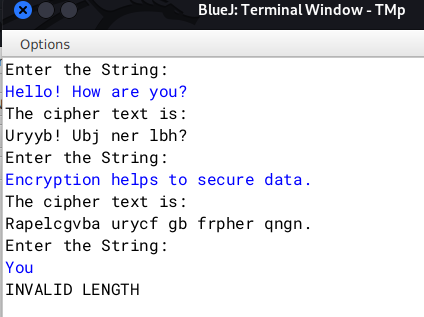 BlueJ: Terminal Window - TMp
Options
Enter the String:
Hello! How are you?
The cipher text is:
Uryyb! Ubj ner lbh?
Enter the String:
Encryption helps to secure data.
The cipher text is:
Rapelcgvba urycf gb frpher qngn.
Enter the String:
You
INVALID LENGTH